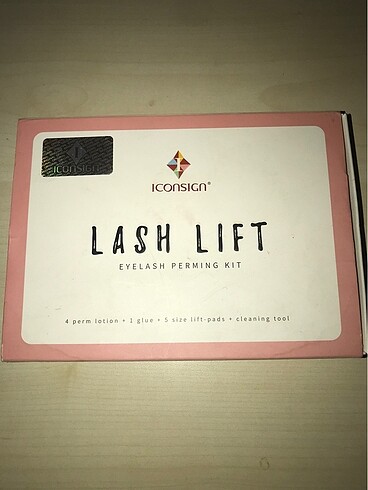 ICONSIGN
ICONSIGN®
LASH LIFT
EYELASH PERMING KIT
4 perm lotion + 1 glue + 5 size lift-pads + cleaning tool